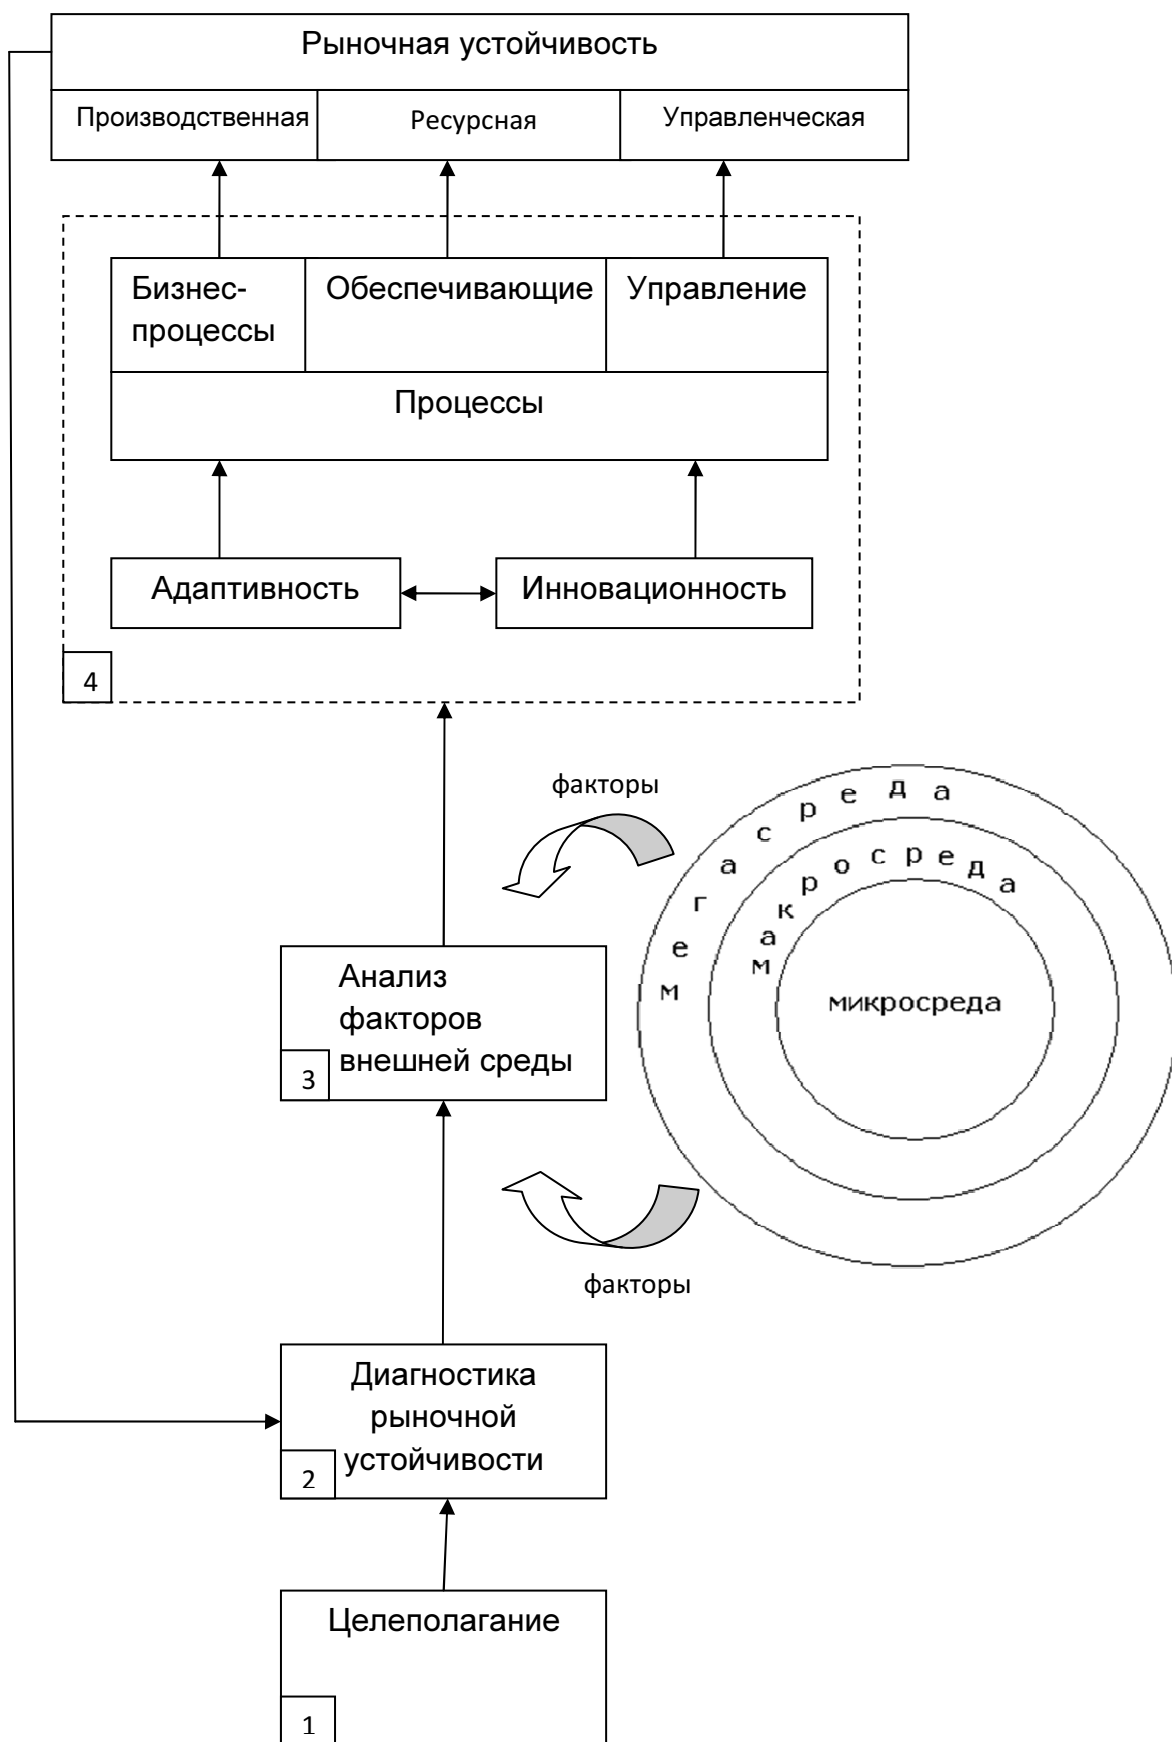 Рыночная устойчивость
Производственная
Ресурсная
Управленческая
Бизнес-
процессы
Обеспечивающие
Управление
Процессы
Адаптивность
Инновационность
4
факторы
мегасреда
макросреда
микросреда
Анализ
факторов
внешней среды
3
факторы
Диагностика
рыночной
устойчивости
2
Целеполагание
1